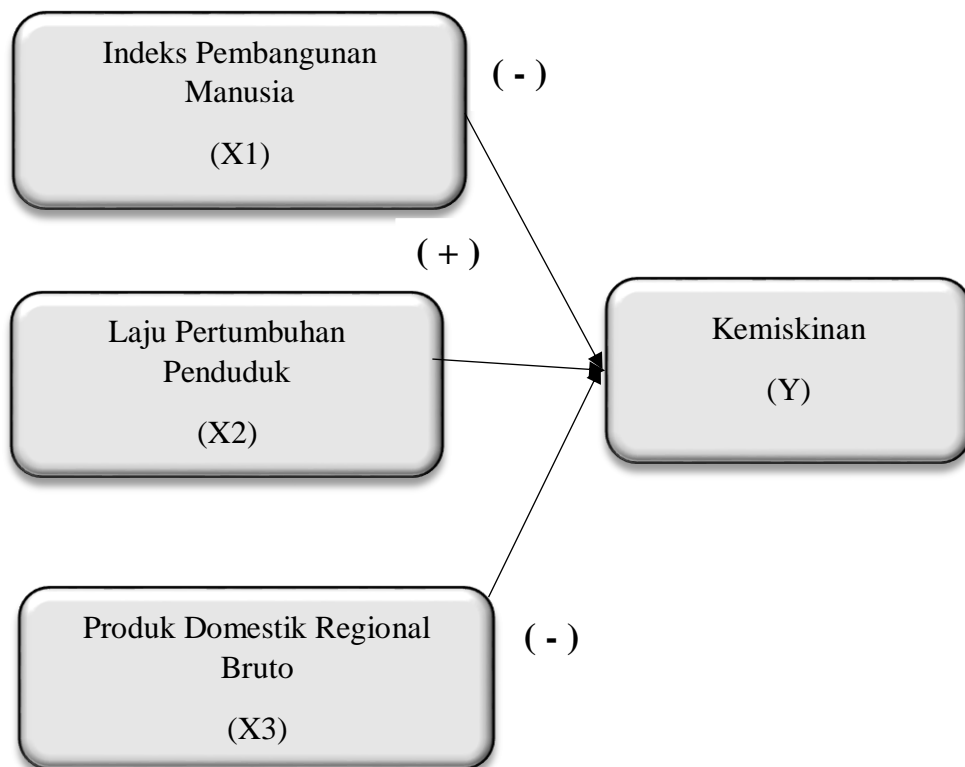 Indeks Pembangunan
Manusia
(X1)
( - )
( + )
Laju Pertumbuhan
Penduduk
(X2)
Kemiskinan
(Y)
Produk Domestik Regional
Bruto
(X3)
( - )